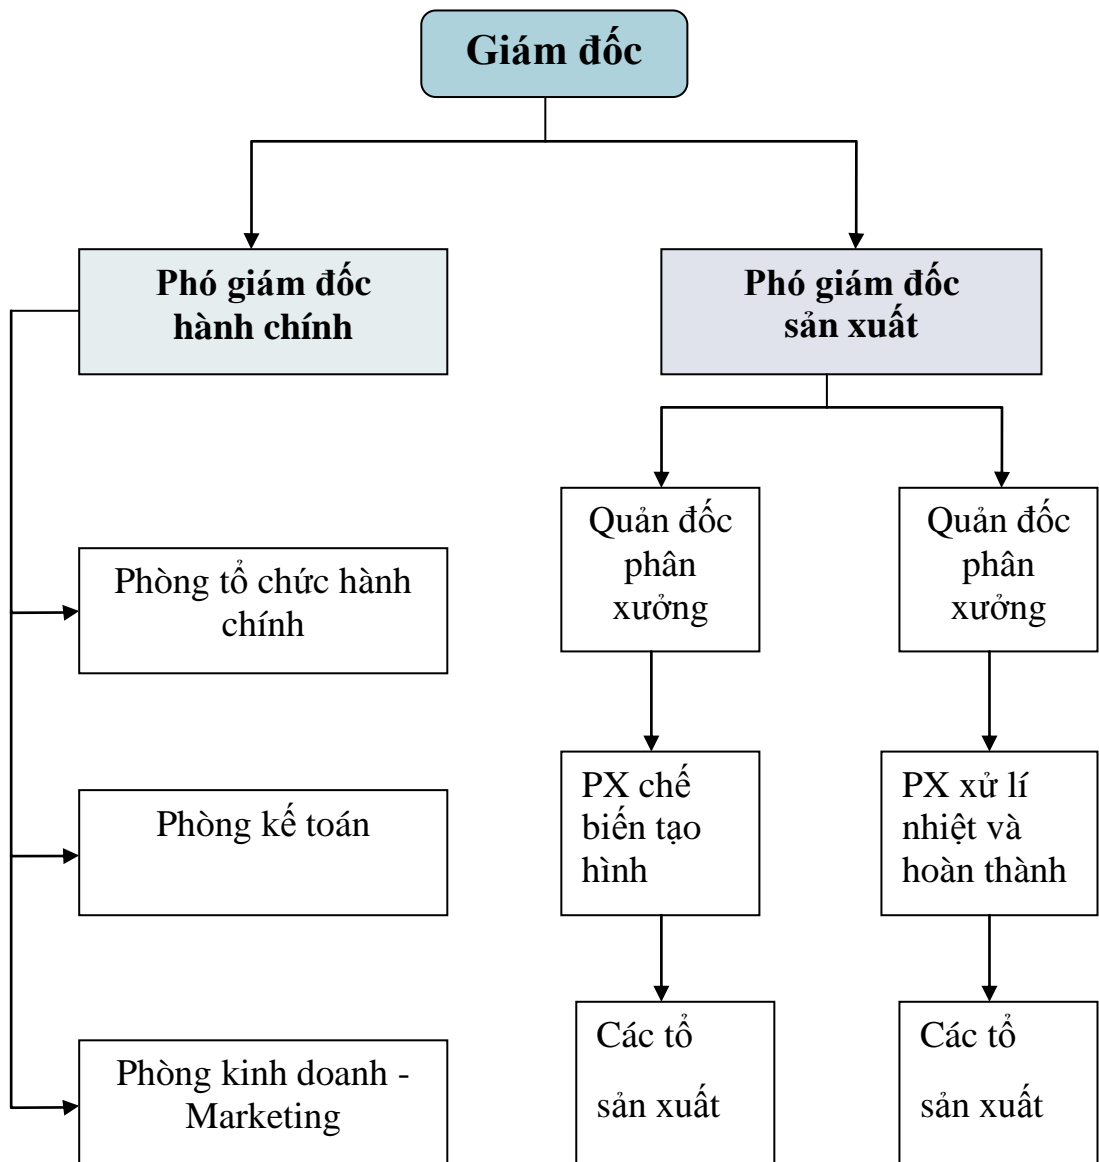 Giám đốc
Phó giám đốc
hành chính
Phó giám đốc
sản xuất
Quản đốc
phân
xưởng
Quản đốc
phân
xưởng
Phòng tổ chức hành
chính
PX chế
biến tạo
hình
PX xử lí
nhiệt và
hoàn thành
Phòng kế toán
Các tổ
sản xuất
Các tổ
sản xuất
Phòng kinh doanh -
Marketing